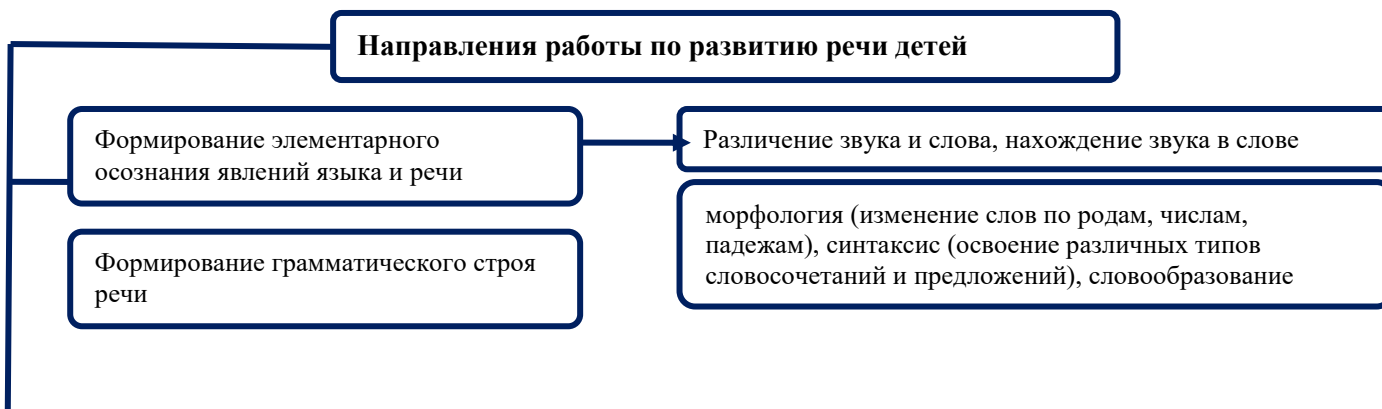 Направления работы по развитию речи детей
Формирование элементарного
осознания явлений языка и речи
Различение звука и слова, нахождение звука в слове
Формирование грамматического строя
речи
морфология (изменение слов по родам, числам,
падежам), синтаксис (освоение различных типов
словосочетаний и предложений), словообразование